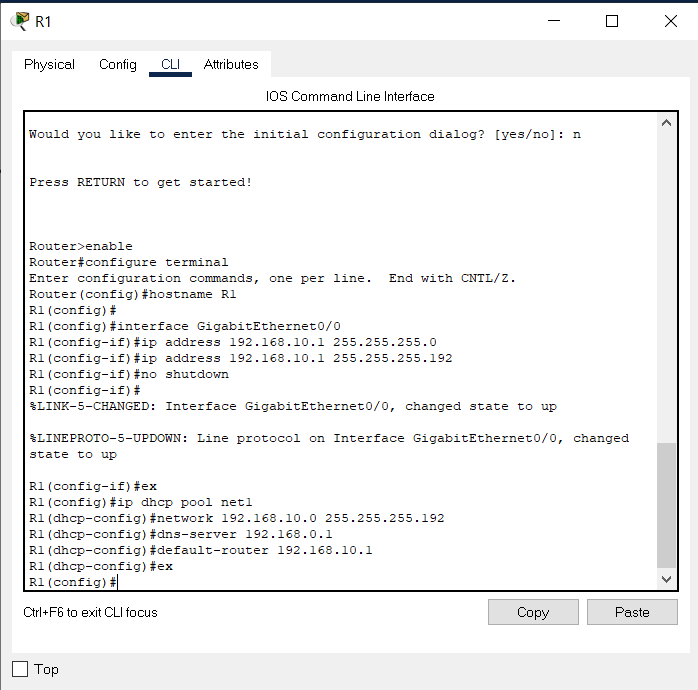 R1
Physical Config CLI Attributes
IOS Command Line Interface
Would you like to enter the initial configuration dialog? [yes/no]: n
Press RETURN to get started!
Router>enable
Router#configure terminal
Enter configuration commands, one per line.  End with CNTL/Z.
Router(config)#hostname R1
R1(config)#
R1(config)#interface GigabitEthernet0/0
R1(config-if)#ip address 192.168.10.1 255.255.255.0
R1(config-if)#ip address 192.168.10.1 255.255.255.192
R1(config-if)#no shutdown
R1(config-if)#
%LINK-5-CHANGED: Interface GigabitEthernet0/0, changed state to up
%LINEPROTO-5-UPDOWN: Line protocol on Interface GigabitEthernet0/0, changed
state to up
R1(config-if)#ex
R1(config)#ip dhcp pool net1
R1(dhcp-config)#network 192.168.10.0 255.255.255.192
R1(dhcp-config)#dns-server 192.168.0.1
R1(dhcp-config)#default-router 192.168.10.1
R1(dhcp-config)#ex
R1(config)#
Ctrl+F6 to exit CLI focus
Copy Paste
Top